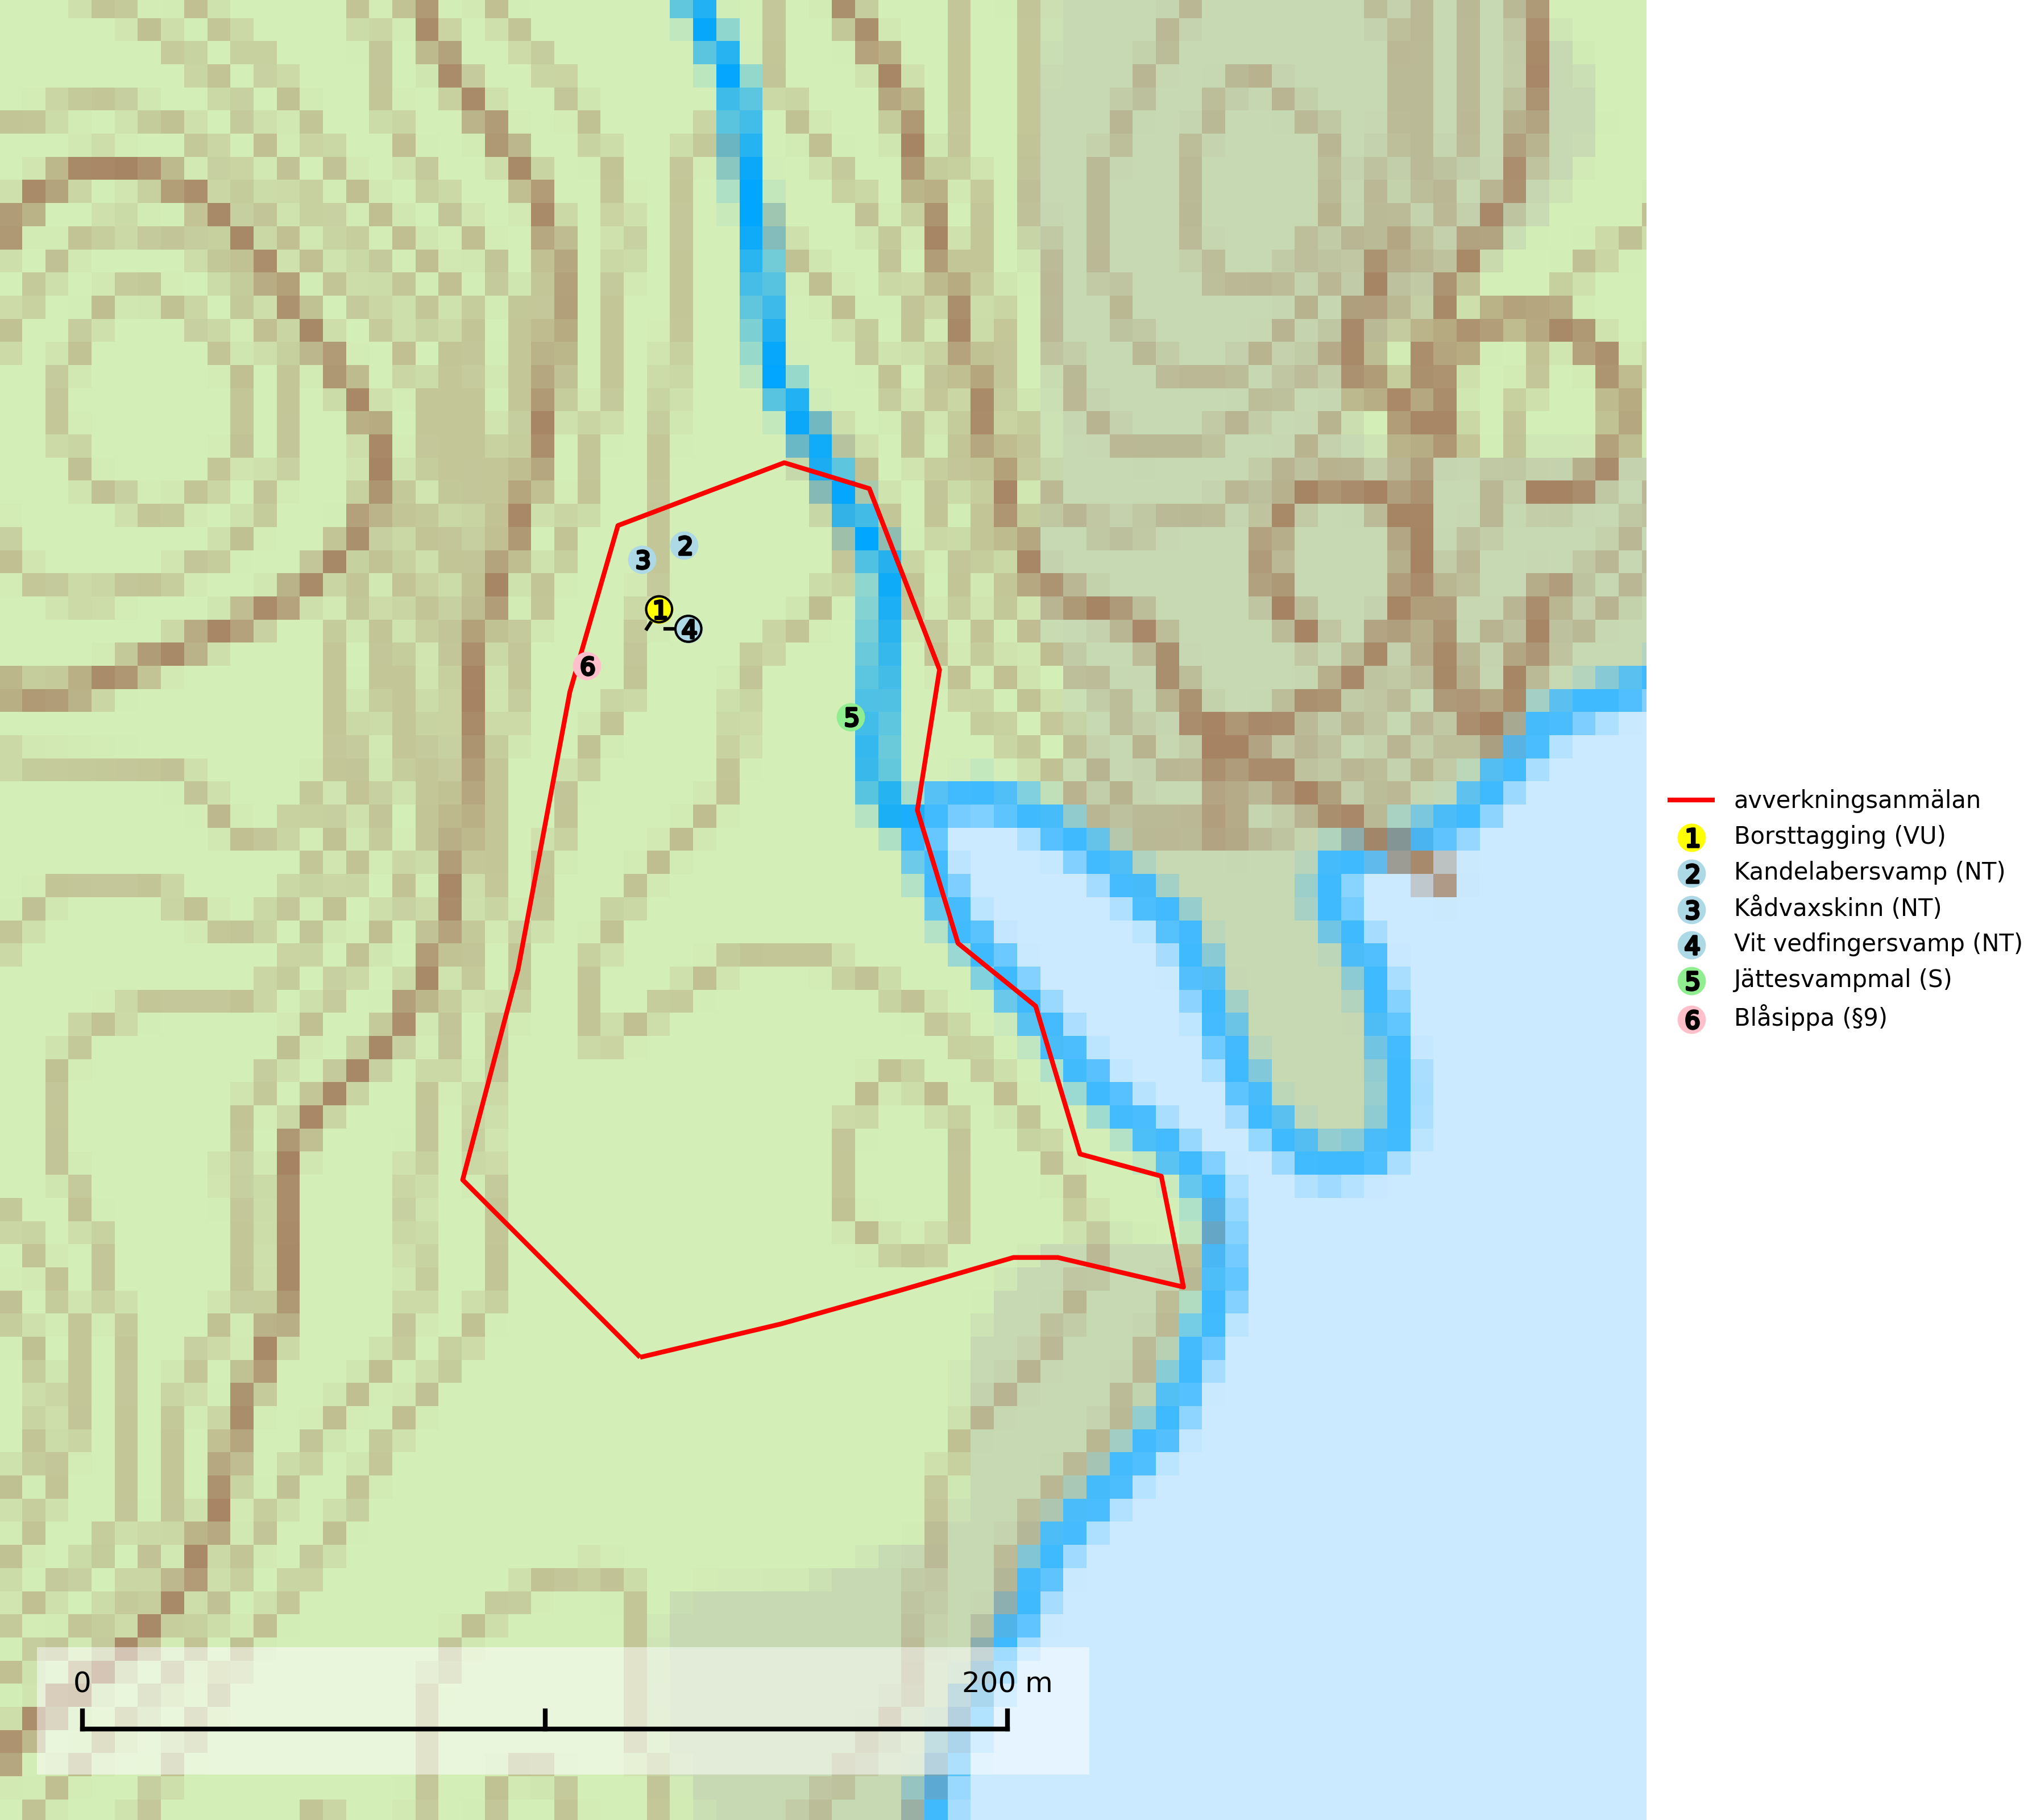 2
3
1
4
6
5
avverkningsanmälan
1 Borsttagging (VU)
2 Kandelabersvamp (NT)
3 Kådvaxskinn (NT)
4 Vit vedfingersvamp (NT)
5 Jättesvampmal (S)
6 Blåsippa (§9)
0 200 m